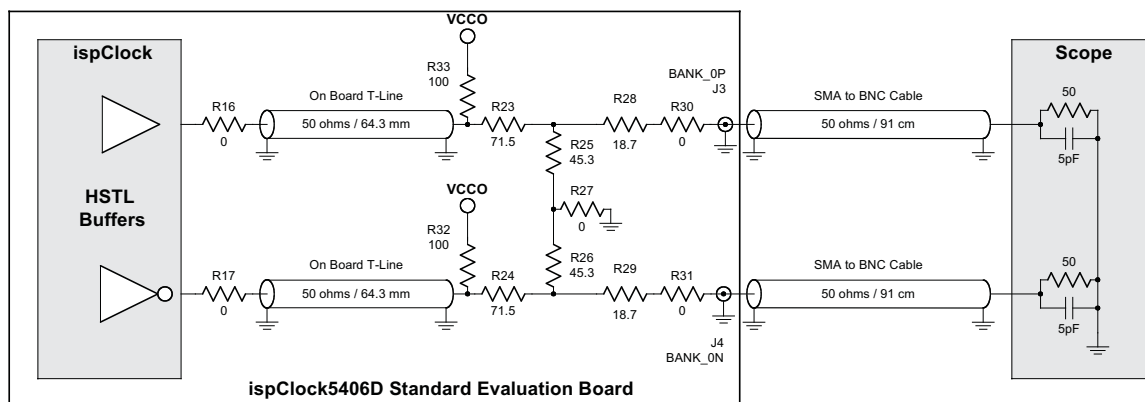 ispClock
HSTL
Buffers
R16
0
On Board T-Line
50 ohms / 64.3 mm
VCCO
R33
100
R23
71.5
R25
45.3
R27
0
R28
18.7
R30
0
BANK_0P
J3
SMA to BNC Cable
50 ohms / 91 cm
Scope
50
5pF
R17
0
On Board T-Line
50 ohms / 64.3 mm
VCCO
R32
100
R24
71.5
R26
45.3
R29
18.7
R31
0
J4
BANK_0N
SMA to BNC Cable
50 ohms / 91 cm
50
5pF
ispClock5406D Standard Evaluation Board